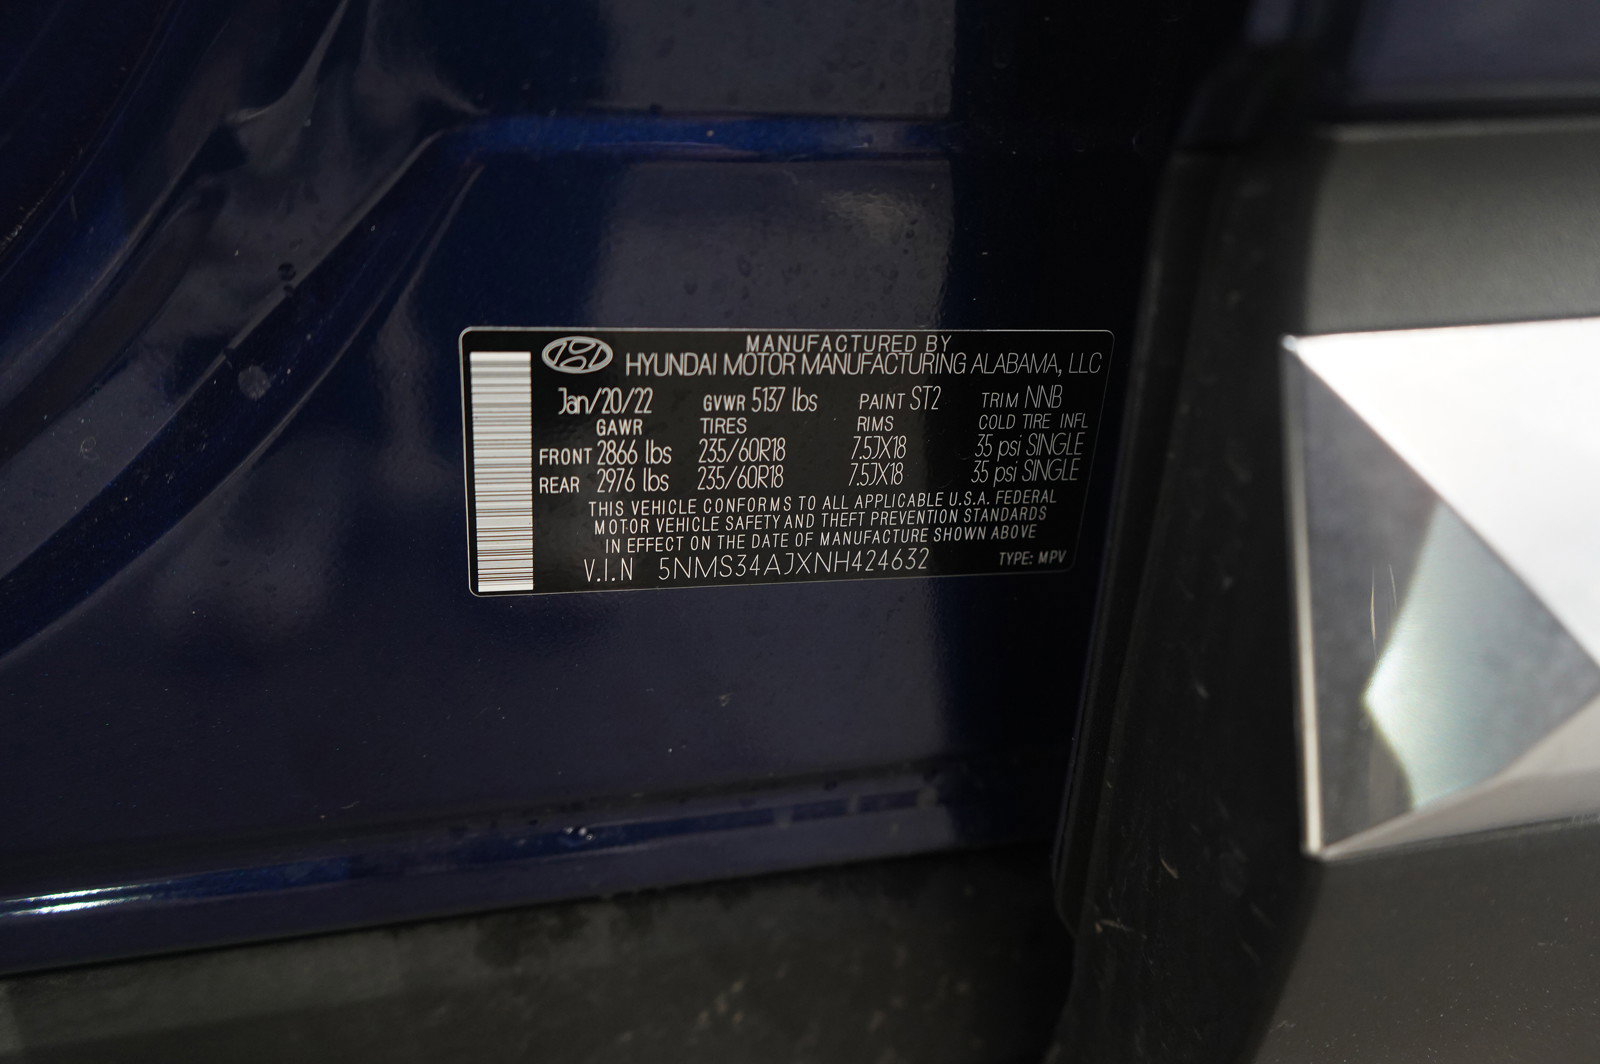 MANUFACTURED BY
HYUNDAI MOTOR MANUFACTURING ALABAMA, LLC
Jan/20/22 GVWR 5137 lbs PAINT ST2 TRIM NNB
GAWR TIRES RIMS COLD TIRE INFL
FRONT 2866 lbs 235/60R18 7.5JX18 35 psi SINGLE
REAR 2976 lbs 235/60R18 7.5JX18 35 psi SINGLE
THIS VEHICLE CONFORMS TO ALL APPLICABLE U.S.A. FEDERAL
MOTOR VEHICLE SAFETY AND THEFT PREVENTION STANDARDS
IN EFFECT ON THE DATE OF MANUFACTURE SHOWN ABOVE
V.I.N 5NMS34AJXNH424632 TYPE: MPV